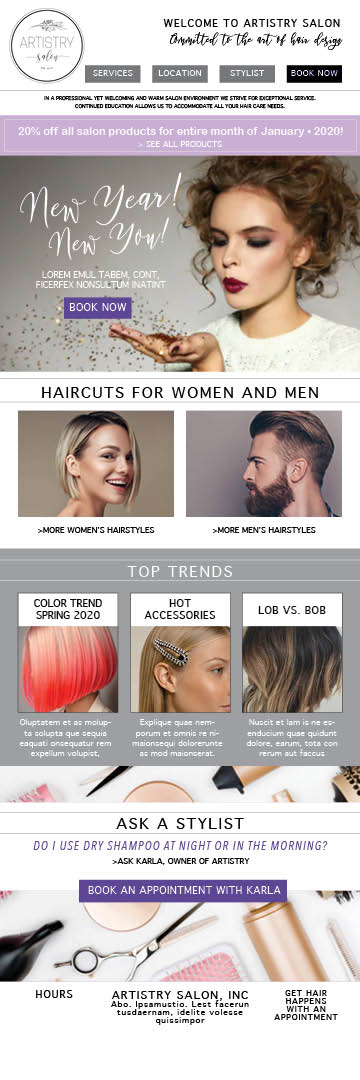 ARTISTRY
salon
WELCOME TO ARTISTRY SALON
Committed to the art of hair design
SERVICES
LOCATION
STYLIST
BOOK NOW
IN A PROFESSIONAL YET WELCOMING AND WARM SALON ENVIRONMENT WE STRIVE FOR EXCEPTIONAL SERVICE.
CONTINUED EDUCATION ALLOWS US TO ACCOMMODATE ALL YOUR HAIR CARE NEEDS.
20% off all salon products for entire month of January • 2020!
> SEE ALL PRODUCTS
New Year!
New You!
LOREM EMUL TABEM, CONT,
FICERFEX NONSULTUM INATINT
BOOK NOW
HAIRCUTS FOR WOMEN AND MEN
>MORE WOMEN'S HAIRSTYLES
>MORE MEN'S HAIRSTYLES
TOP TRENDS
COLOR TREND
SPRING 2020
Oluptatem et as molup-
ta solupta que sequia
eaquati onsequatur rem
expellum volupist,
HOT
ACCESSORIES
Explique quae nem-
porum et omnis re ni-
maionsequi dolorerunte
as mod maionserat.
LOB VS. BOB
Nuscit et lam is ne es-
enducium quae quidunt
dolore, earum, tota con
rerum aut faccus
ASK A STYLIST
DO I USE DRY SHAMPOO AT NIGHT OR IN THE MORNING?
>ASK KARLA, OWNER OF ARTISTRY
BOOK AN APPOINTMENT WITH KARLA
HOURS
ARTISTRY SALON, INC
Abo. Ipsamustio. Lest facerun
tusdaernam, idelite volesse
quissimpor
GET HAIR
HAPPENS
WITH AN
APPOINTMENT